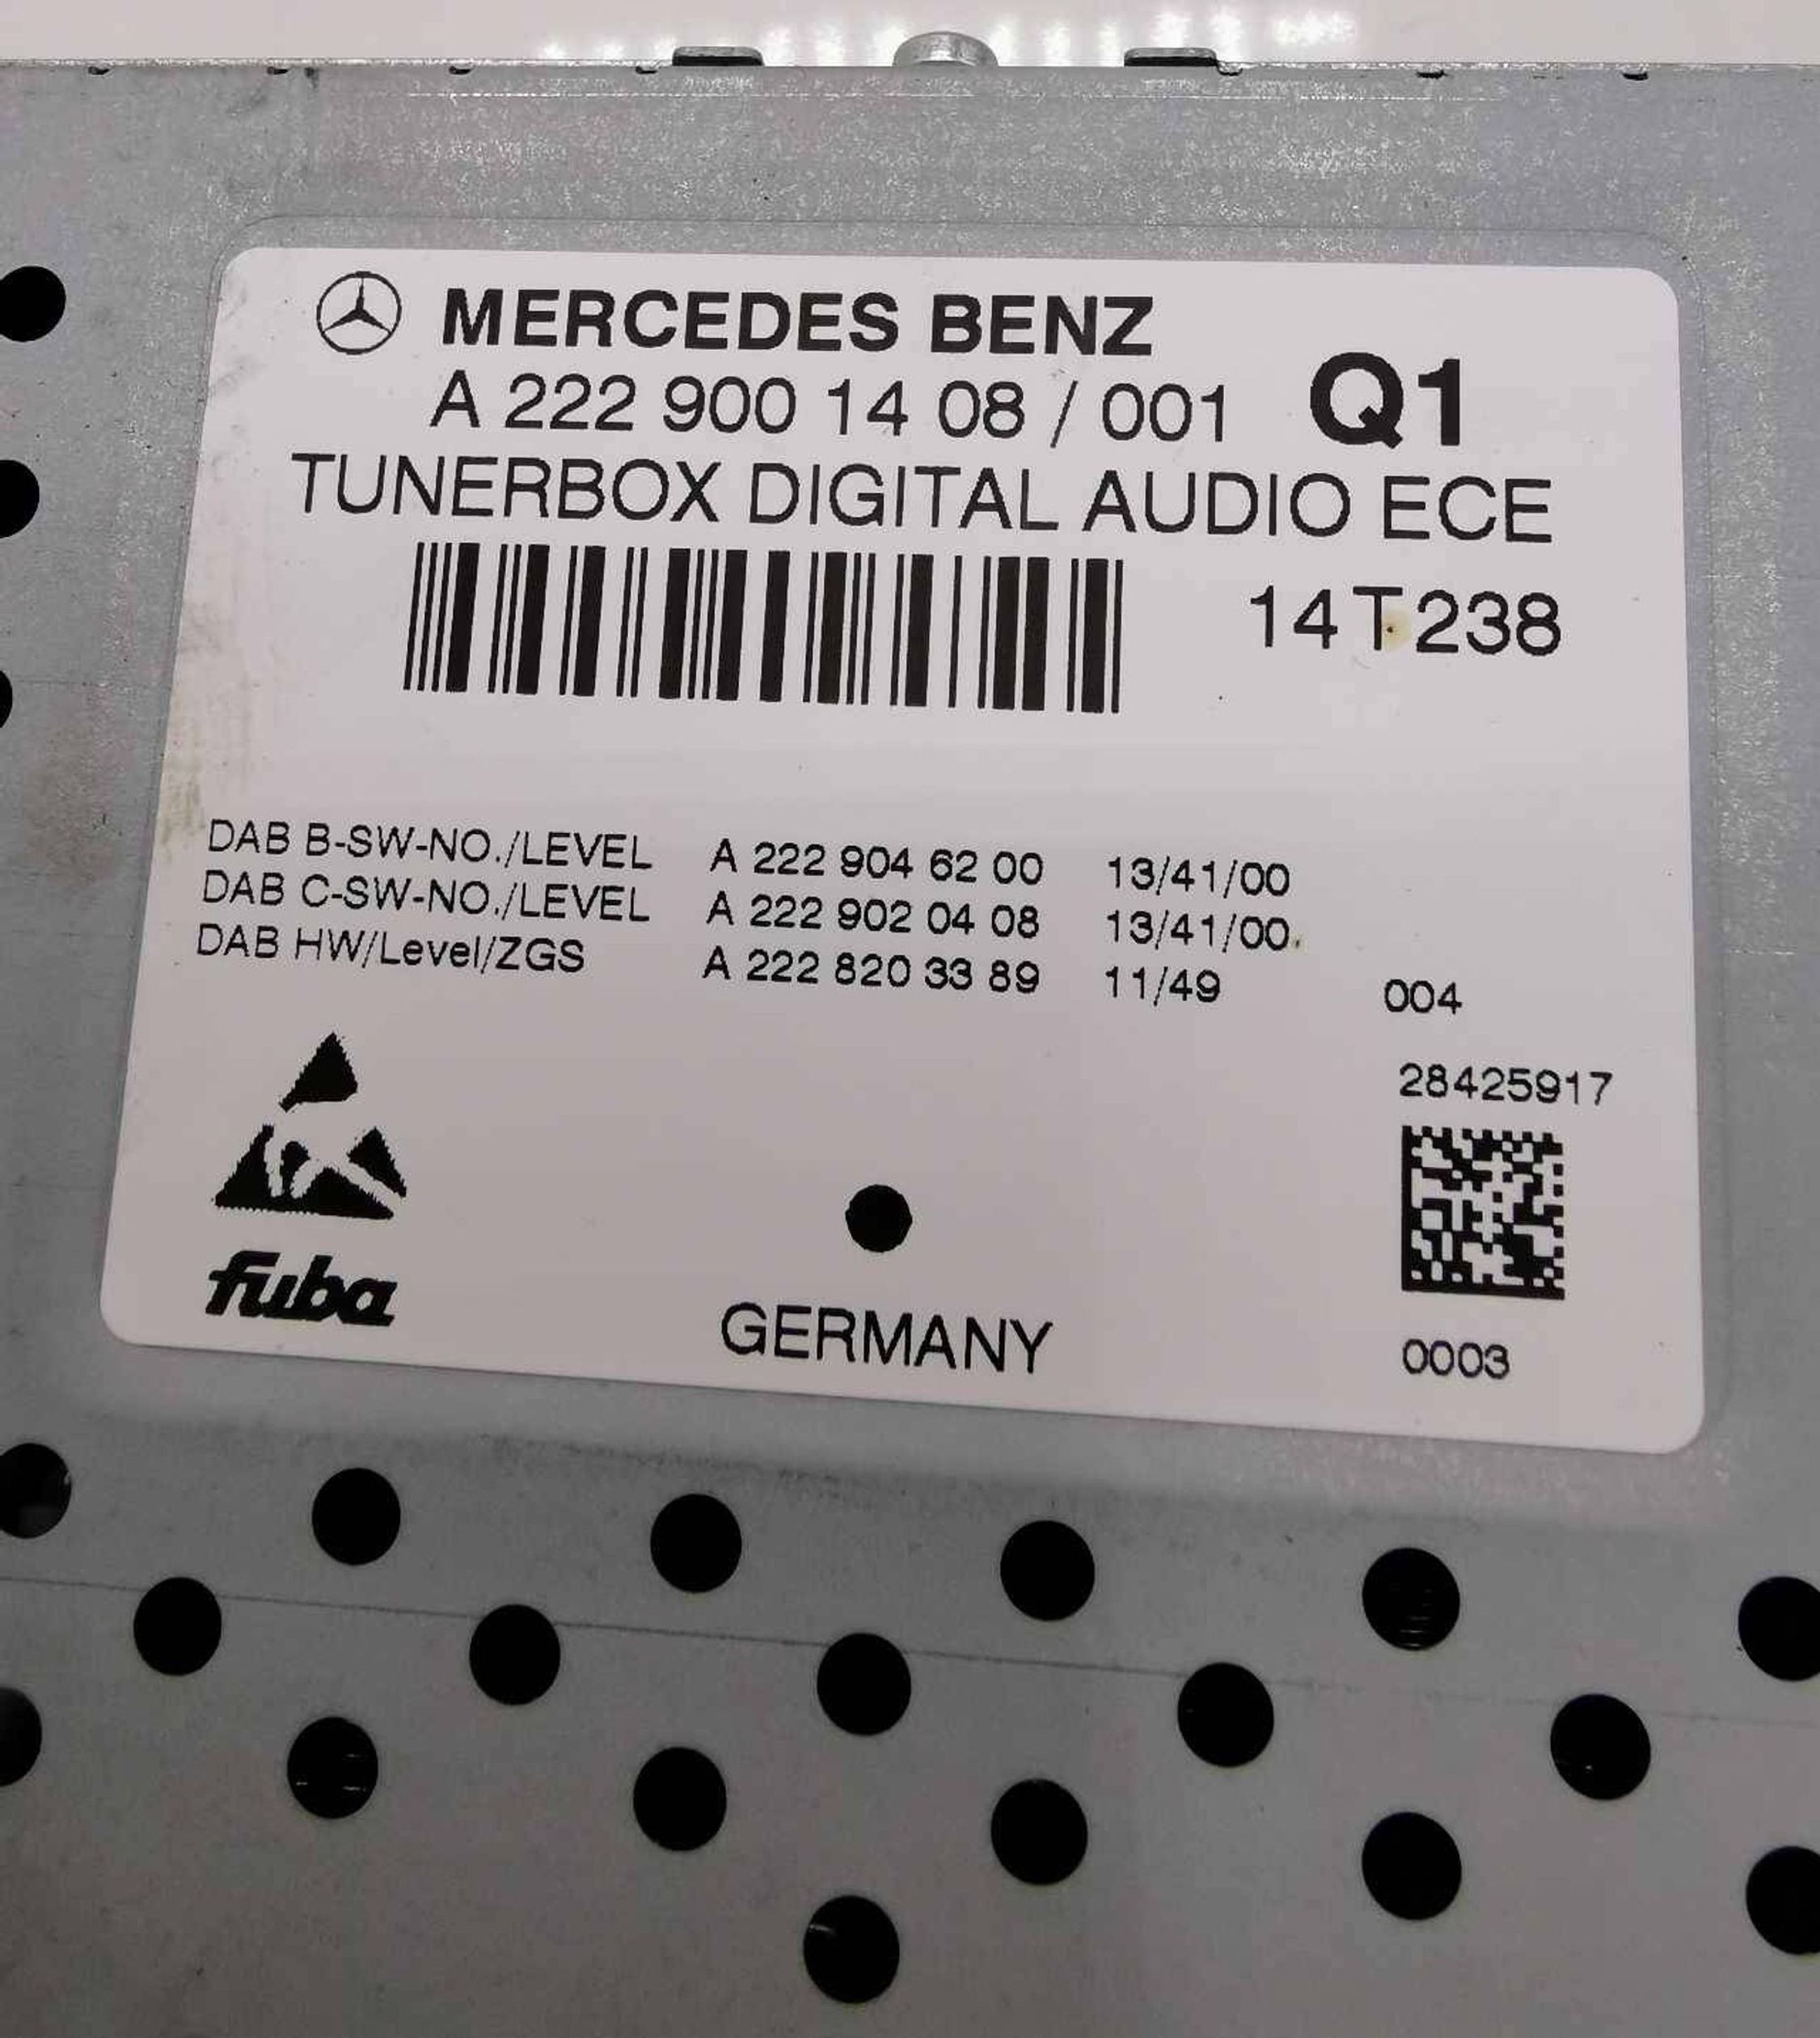 MERCEDES BENZ
A 222 900 14 08 / 001 Q1
TUNERBOX DIGITAL AUDIO ECE
14T238
DAB B-SW-NO./LEVEL A 222 904 62 00 13/41/00
DAB C-SW-NO./LEVEL A 222 902 04 08 13/41/00
DAB HW/Level/ZGS A 222 820 33 89 11/49 004
28425917
fuba
GERMANY
0003